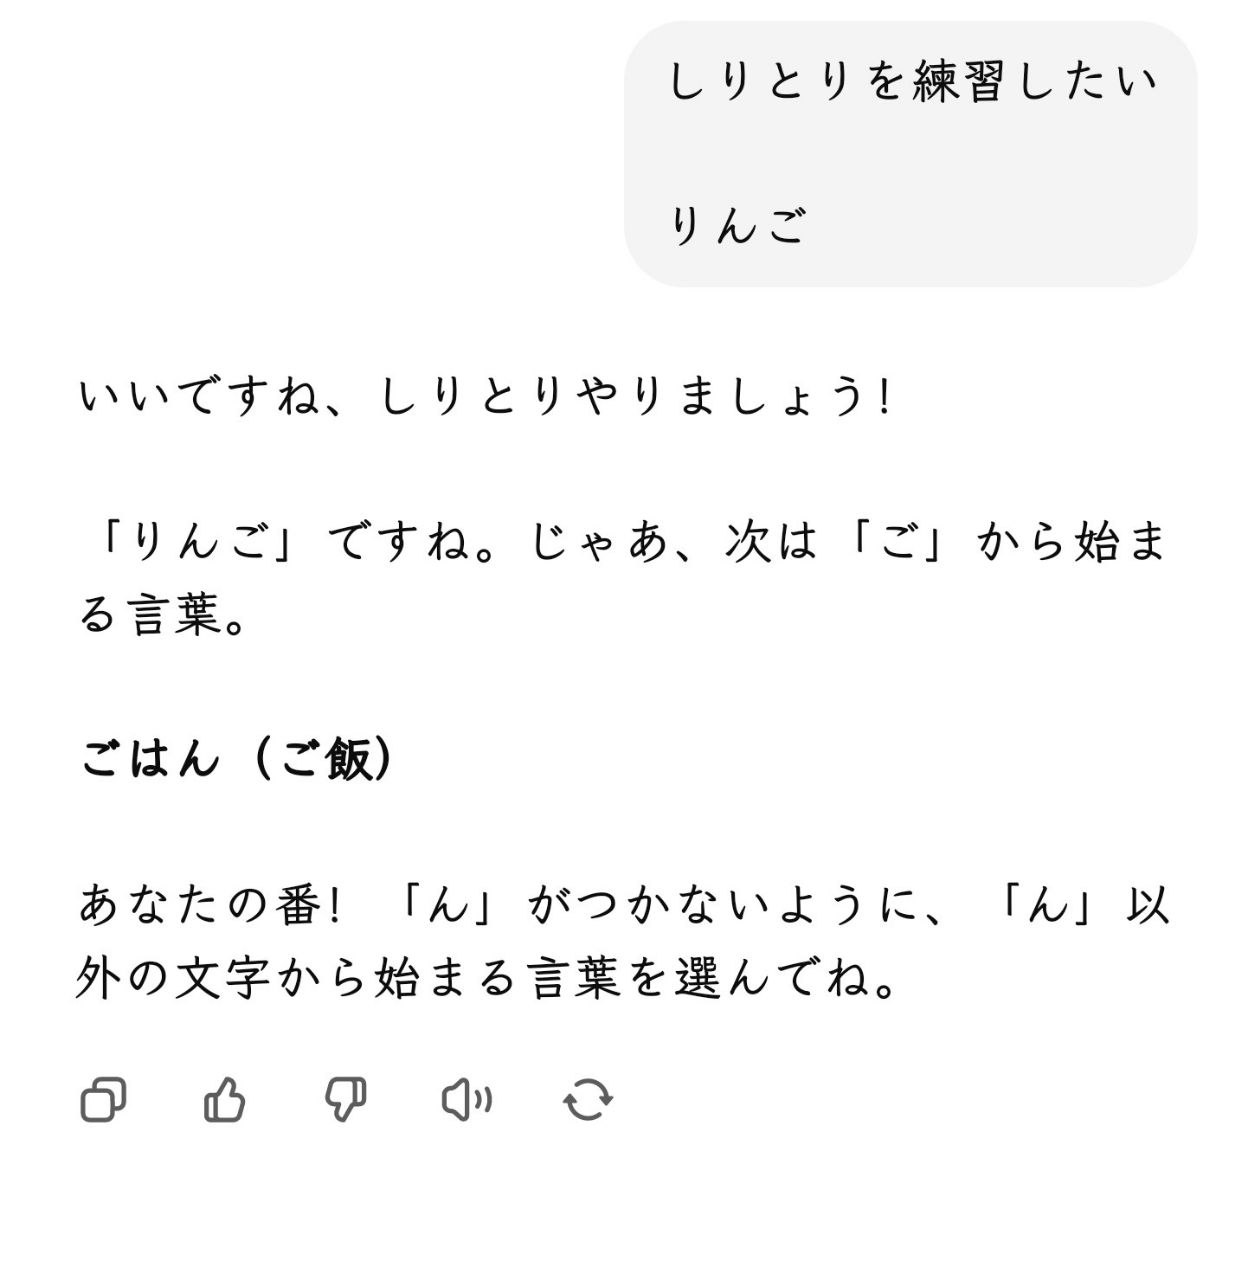 しりとりを練習したい
りんご
いいですね、しりとりやりましょう！
「りんご」ですね。じゃあ、次は「ご」から始ま
る言葉。
ごはん（ご飯）
あなたの番！「ん」がつかないように、「ん」以
外の文字から始まる言葉を選んでね。